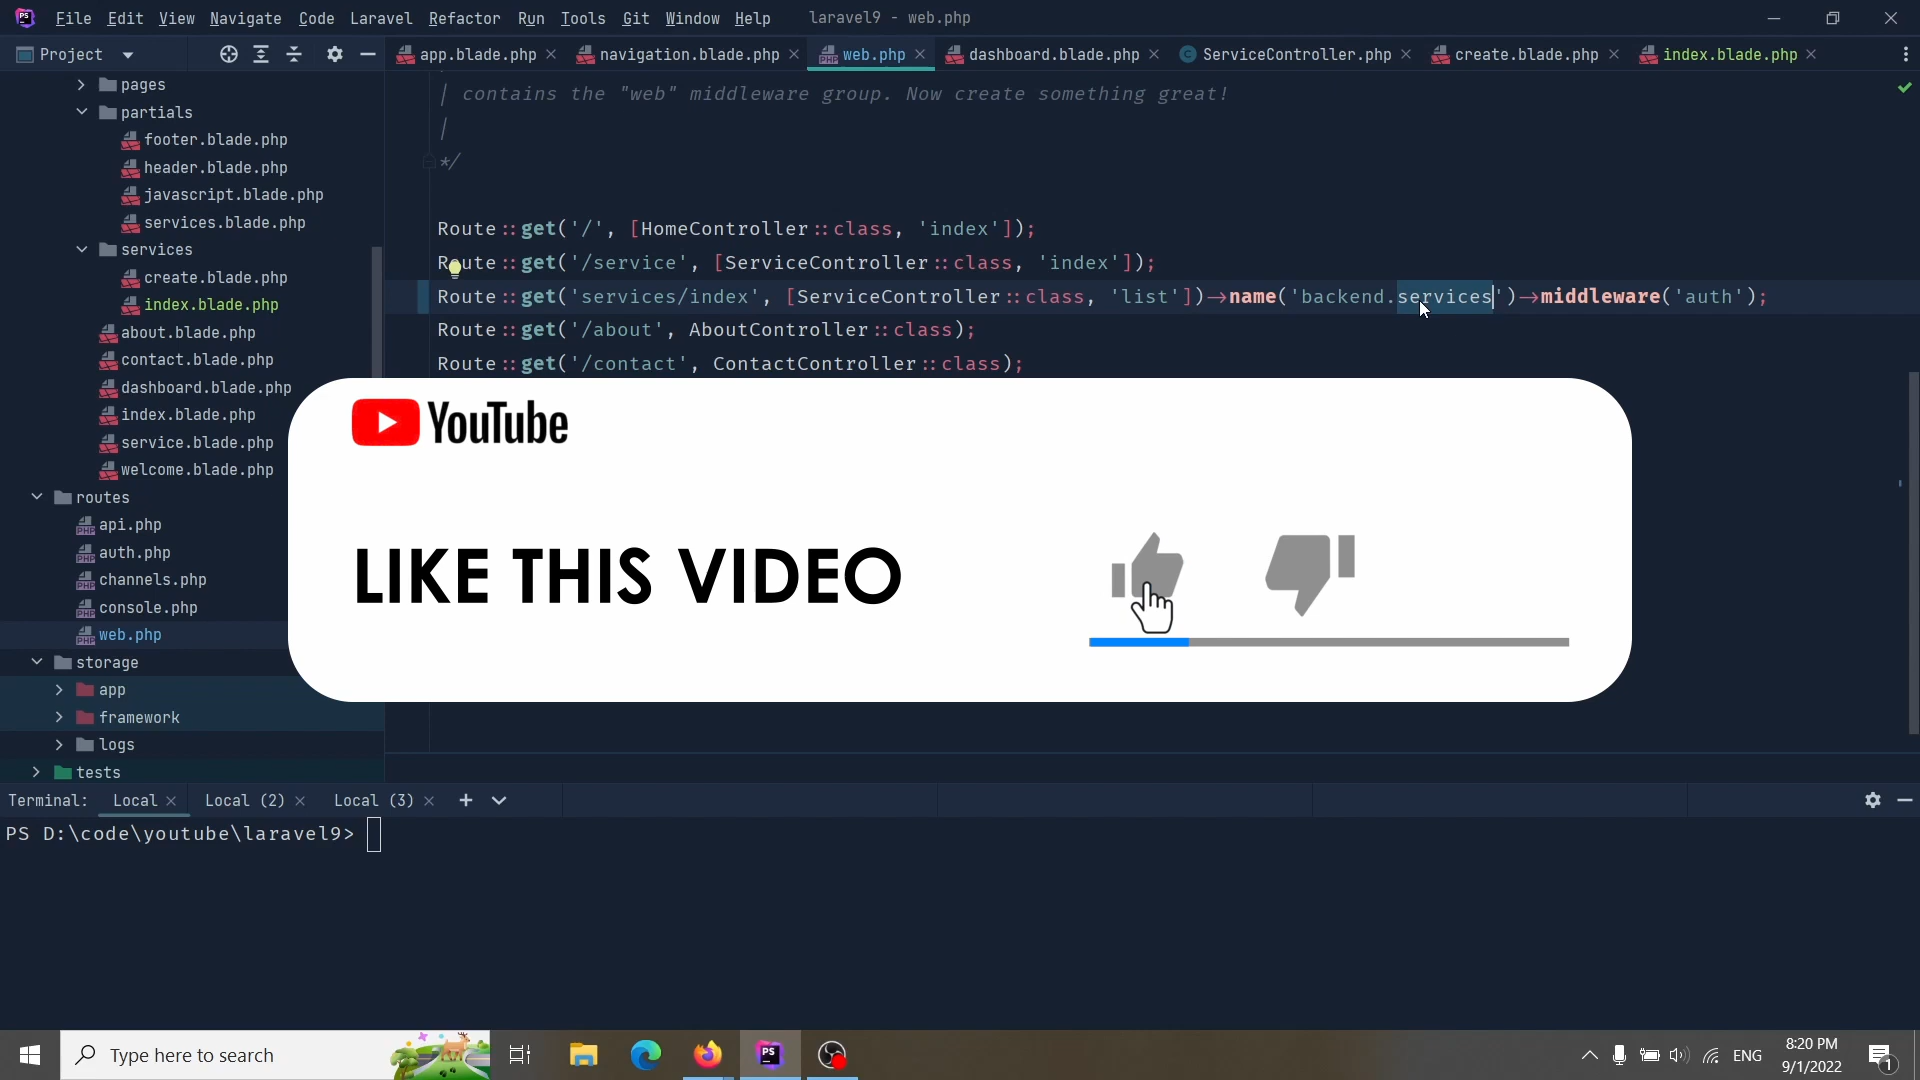 File Edit View Navigate Code Laravel Refactor Run Tools Git Window Help laravel9 - web.php
Project app.blade.php navigation.blade.php web.php dashboard.blade.php ServiceController.php create.blade.php index.blade.php
pages
partials
footer.blade.php
header.blade.php
javascript.blade.php
services.blade.php
services
create.blade.php
index.blade.php
about.blade.php
contact.blade.php
dashboard.blade.php
index.blade.php
service.blade.php
welcome.blade.php
routes
api.php
auth.php
channels.php
console.php
web.php
storage
app
framework
logs
tests
| contains the "web" middleware group. Now create something great!
|
*/
Route::get('/', [HomeController::class, 'index']);
Route::get('/service', [ServiceController::class, 'index']);
Route::get('services/index', [ServiceController::class, 'list'])->name('backend.services')->middleware('auth');
Route::get('/about', AboutController::class);
Route::get('/contact', ContactController::class);
YouTube
LIKE THIS VIDEO
Terminal: Local Local (2) Local (3)
PS D:\code\youtube\laravel9>
Type here to search
PS
ENG
8:20 PM
9/1/2022
1